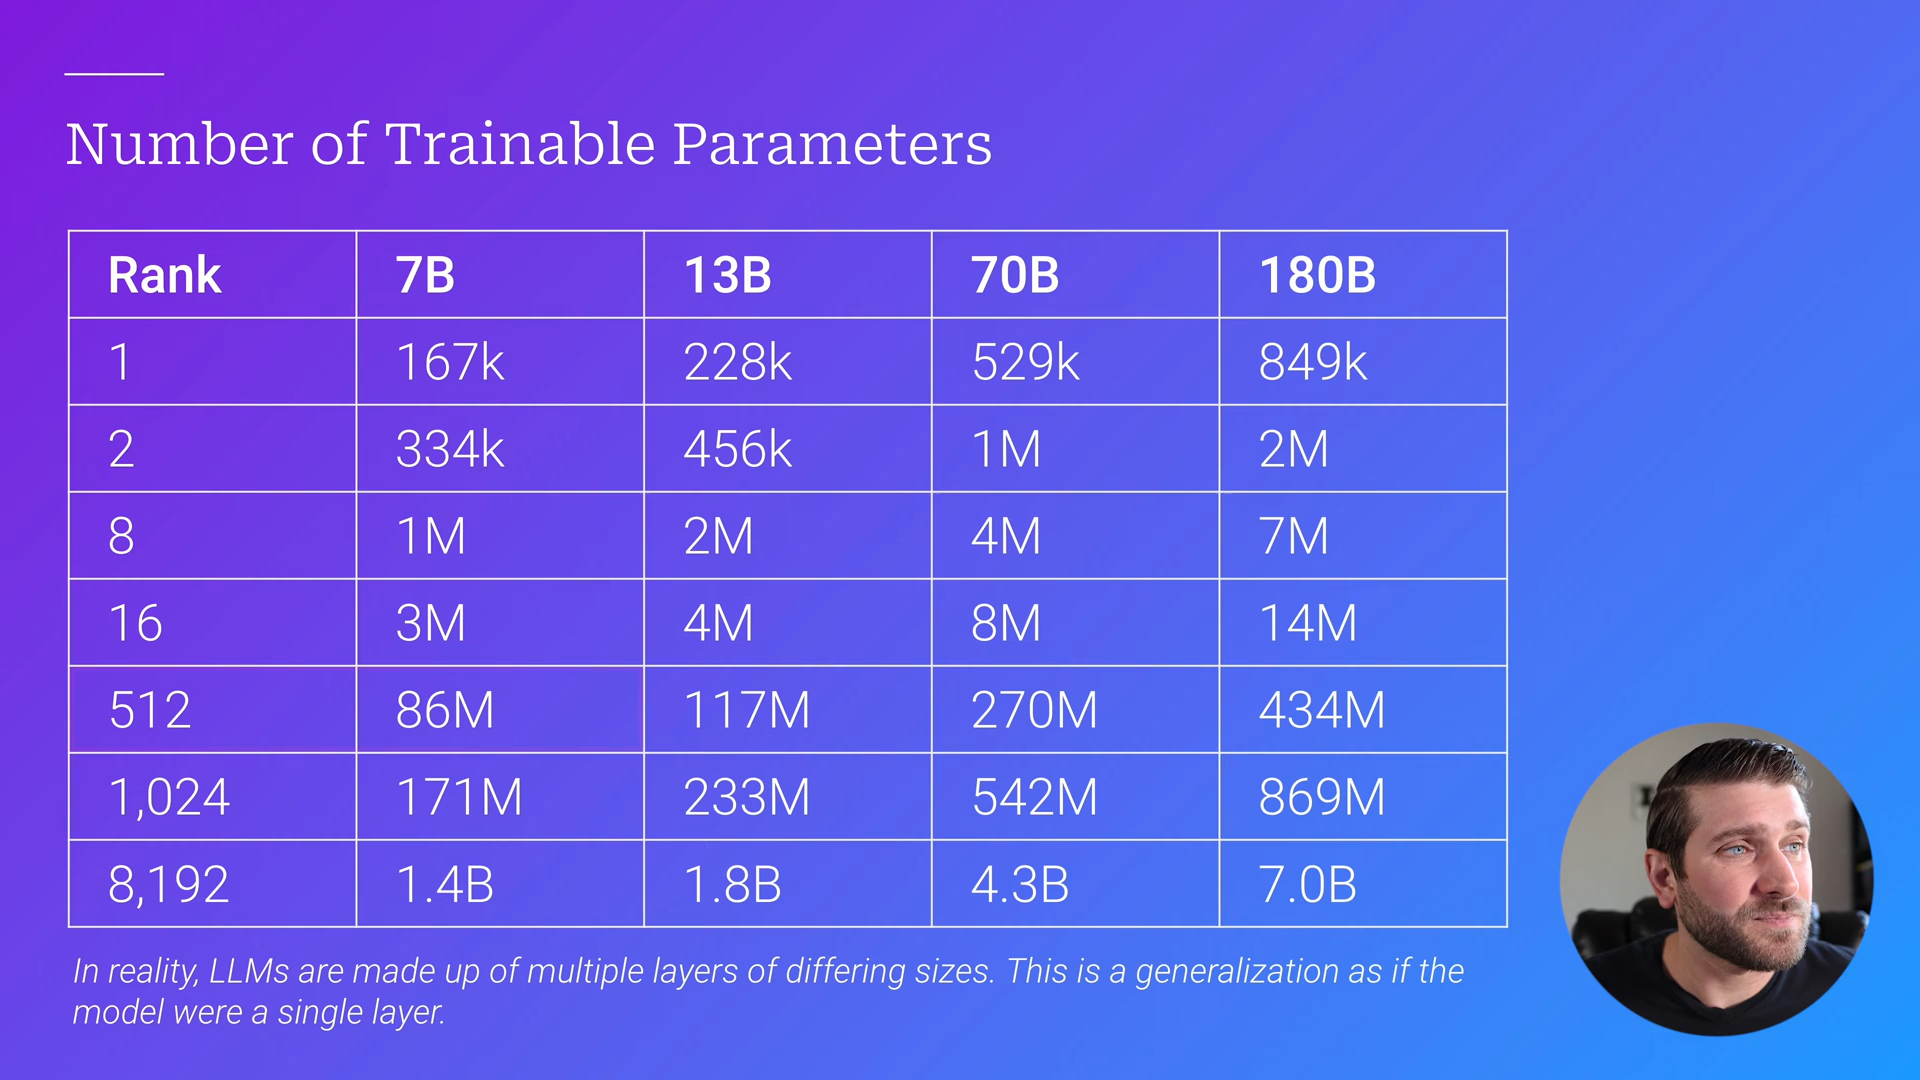 Number of Trainable Parameters
Rank 7B 13B 70B 180B
1 167k 228k 529k 849k
2 334k 456k 1M 2M
8 1M 2M 4M 7M
16 3M 4M 8M 14M
512 86M 117M 270M 434M
1,024 171M 233M 542M 869M
8,192 1.4B 1.8B 4.3B 7.0B
In reality, LLMs are made up of multiple layers of differing sizes. This is a generalization as if the
model were a single layer.